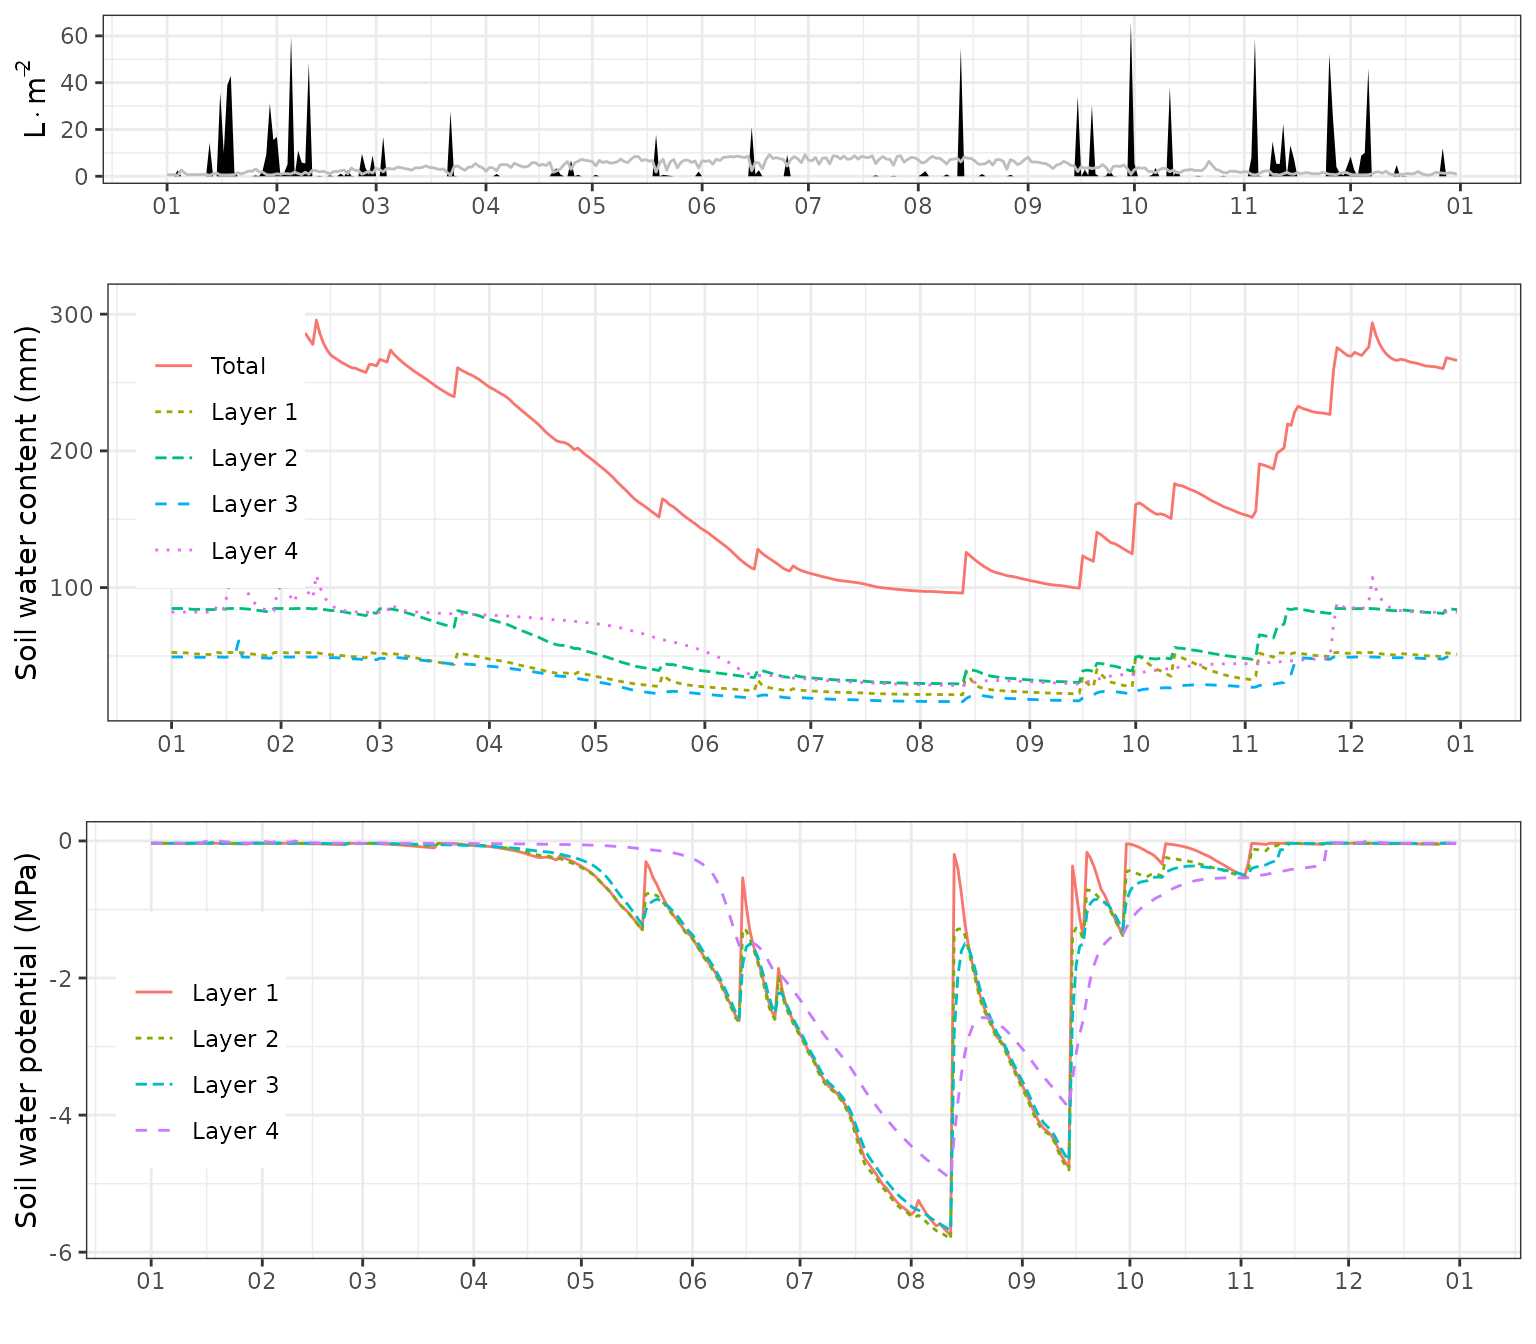 L · m⁻²
60
40
20
0
01 02 03 04 05 06 07 08 09 10 11 12 01
Soil water content (mm)
300
200
100
Total
Layer 1
Layer 2
Layer 3
Layer 4
01 02 03 04 05 06 07 08 09 10 11 12 01
Soil water potential (MPa)
0
-2
-4
-6
Layer 1
Layer 2
Layer 3
Layer 4
01 02 03 04 05 06 07 08 09 10 11 12 01